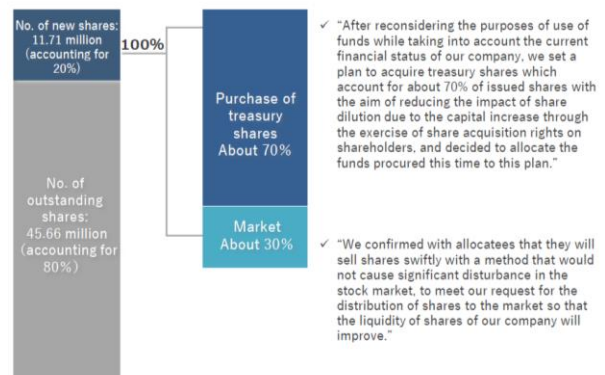 No. of new shares:
11.71 million
(accounting for
20%)
100%
No. of
outstanding
shares:
45.66 million
(accounting for
80%)
Purchase of
treasury
shares
About 70%
Market
About 30%
✓ “After reconsidering the purposes of use of
funds while taking into account the current
financial status of our company, we set a
plan to acquire treasury shares which
account for about 70% of issued shares with
the aim of reducing the impact of share
dilution due to the capital increase through
the exercise of share acquisition rights on
shareholders, and decided to allocate the
funds procured this time to this plan.”
✓ “We confirmed with allocatees that they will
sell shares swiftly with a method that would
not cause significant disturbance in the
stock market, to meet our request for the
distribution of shares to the market so that
the liquidity of shares of our company will
improve.”